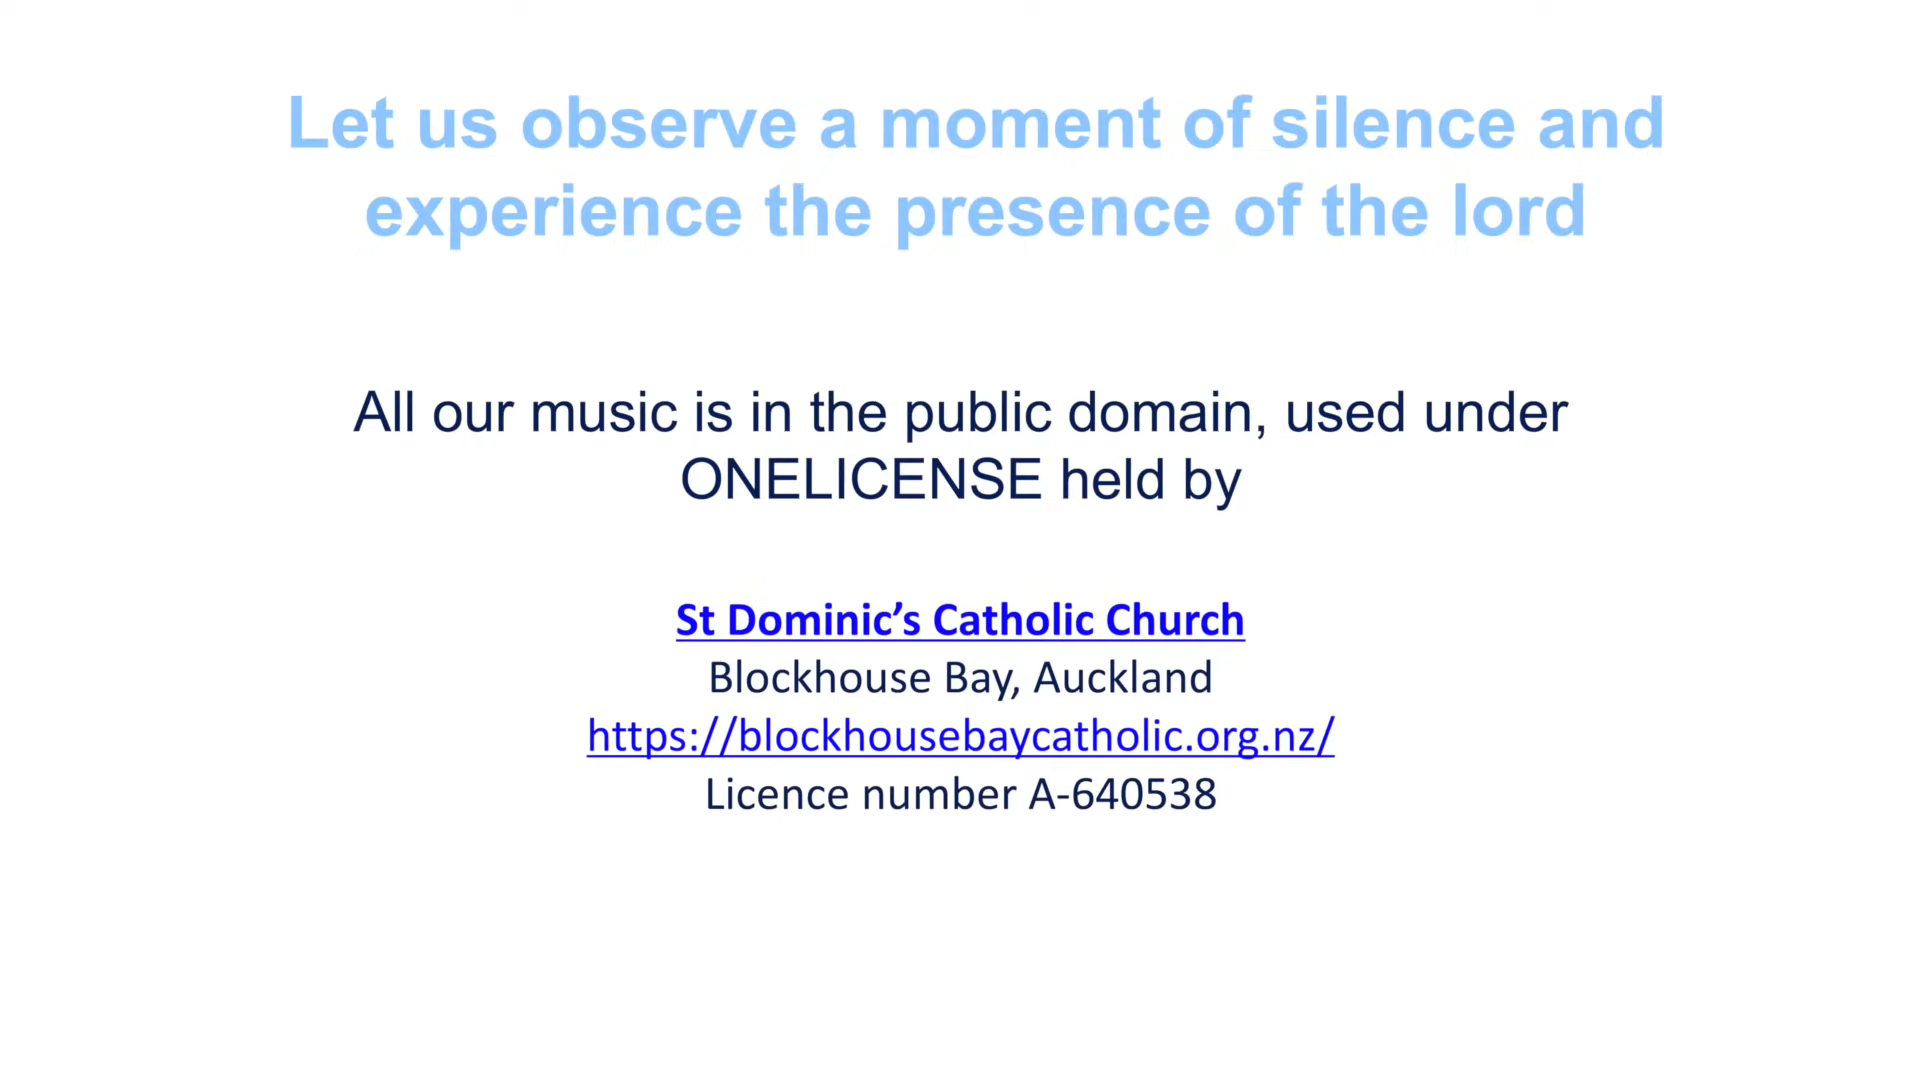 Let us observe a moment of silence and
experience the presence of the lord
All our music is in the public domain, used under
ONELICENSE held by
St Dominic’s Catholic Church
Blockhouse Bay, Auckland
https://blockhousebaycatholic.org.nz/
Licence number A-640538